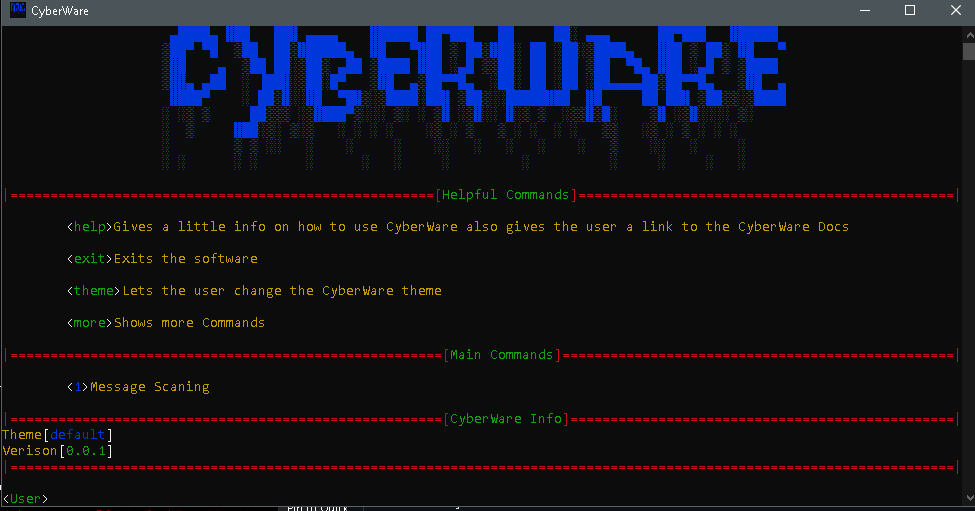 CyberWare
CYBERWARE
|=====================================================[Helpful Commands]===============================================|
<help>Gives a little info on how to use CyberWare also gives the user a link to the CyberWare Docs
<exit>Exits the software
<theme>Lets the user change the CyberWare theme
<more>Shows more Commands
|======================================================[Main Commands]=================================================|
<1>Message Scaning
|======================================================[CyberWare Info]================================================|
Theme[default]
Verison[0.0.1]
|======================================================================================================================|
<User>